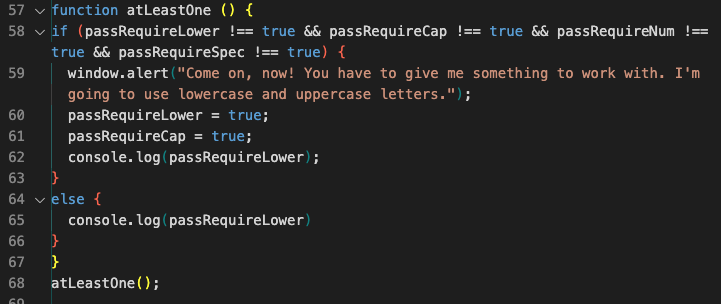 57 function atLeastOne () {
58 if (passRequireLower !== true && passRequireCap !== true && passRequireNum !==
true && passRequireSpec !== true) {
59 window.alert("Come on, now! You have to give me something to work with. I'm
going to use lowercase and uppercase letters.");
60 passRequireLower = true;
61 passRequireCap = true;
62 console.log(passRequireLower);
63 }
64 else {
65 console.log(passRequireLower)
66 }
67 }
68 atLeastOne();
69